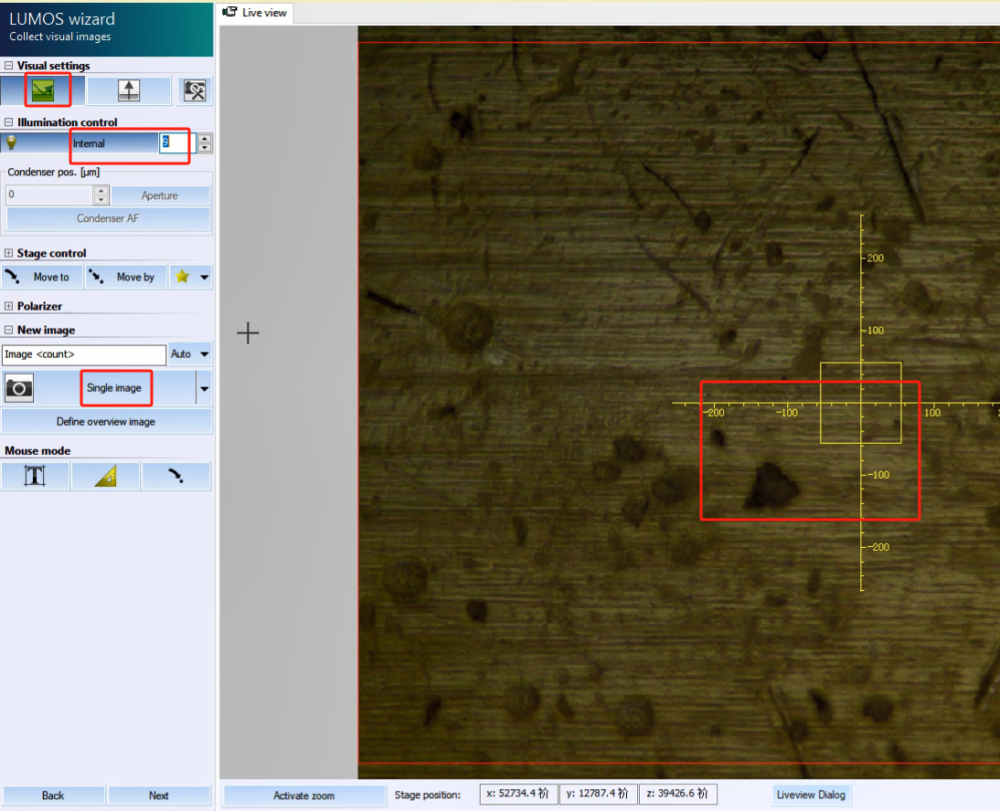 LUMOS wizard
Collect visual images
Live view
Visual settings
Illumination control
Internal 9
Condenser pos. [µm]
0 Aperture
Condenser AF
Stage control
Move to Move by
Polarizer
New image
Image <count> Auto
Single image
Define overview image
Mouse mode
T
200
100
-200 -100 100
-100
-200
Back Next
Activate zoom Stage position: x: 52734.4 祄 y: 12787.4 祄 z: 39426.6 祄 Liveview Dialog